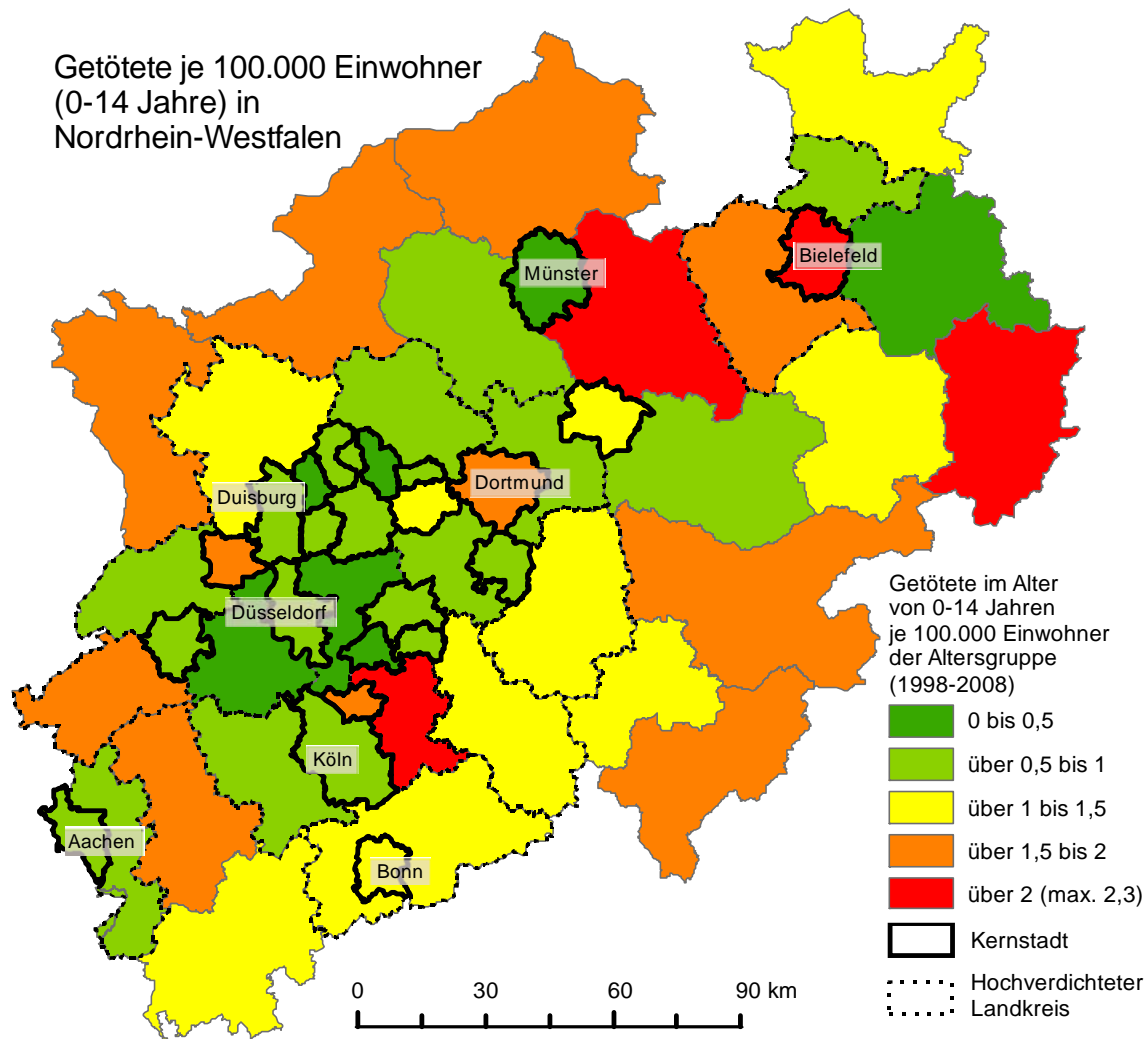 Getötete je 100.000 Einwohner
(0-14 Jahre) in
Nordrhein-Westfalen
Bielefeld
Münster
Duisburg
Dortmund
Düsseldorf
Köln
Aachen
Bonn
Getötete im Alter
von 0-14 Jahren
je 100.000 Einwohner
der Altersgruppe
(1998-2008)
0 bis 0,5
über 0,5 bis 1
über 1 bis 1,5
über 1,5 bis 2
über 2 (max. 2,3)
Kernstadt
Hochverdichteter
Landkreis
0 30 60 90 km